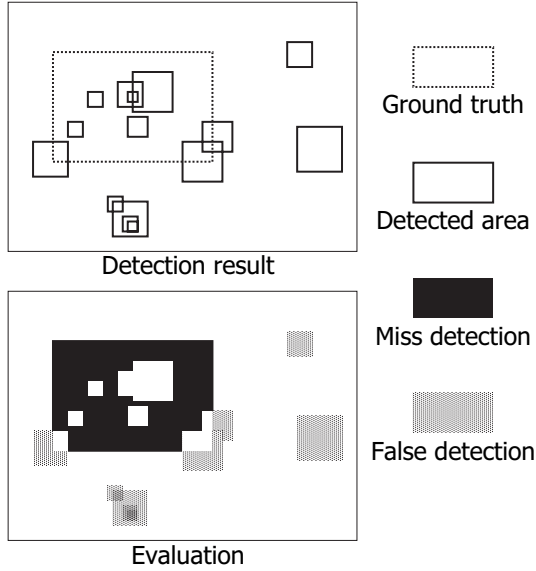 Ground truth
Detected area
Detection result
Miss detection
False detection
Evaluation